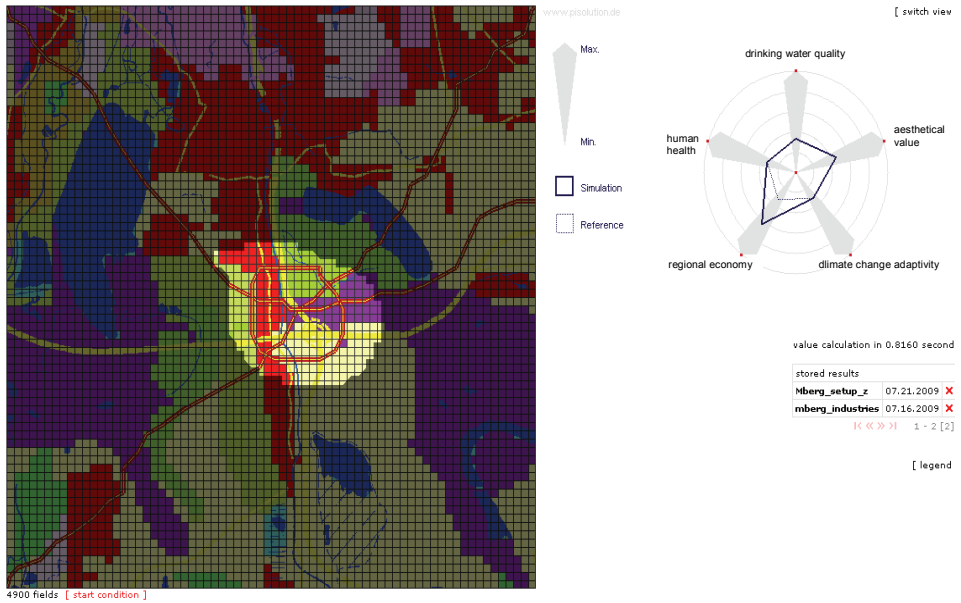 www.pisolution.de
[ switch view
Max.
Min.
Simulation
Reference
drinking water quality
aesthetical
value
human
health
regional economy
dlimate change adaptivity
value calculation in 0.8160 second
stored results
Mberg_setup_z 07.21.2009
mberg_industries 07.16.2009
1 - 2 [2]
[ legend
4900 fields [ start condition ]